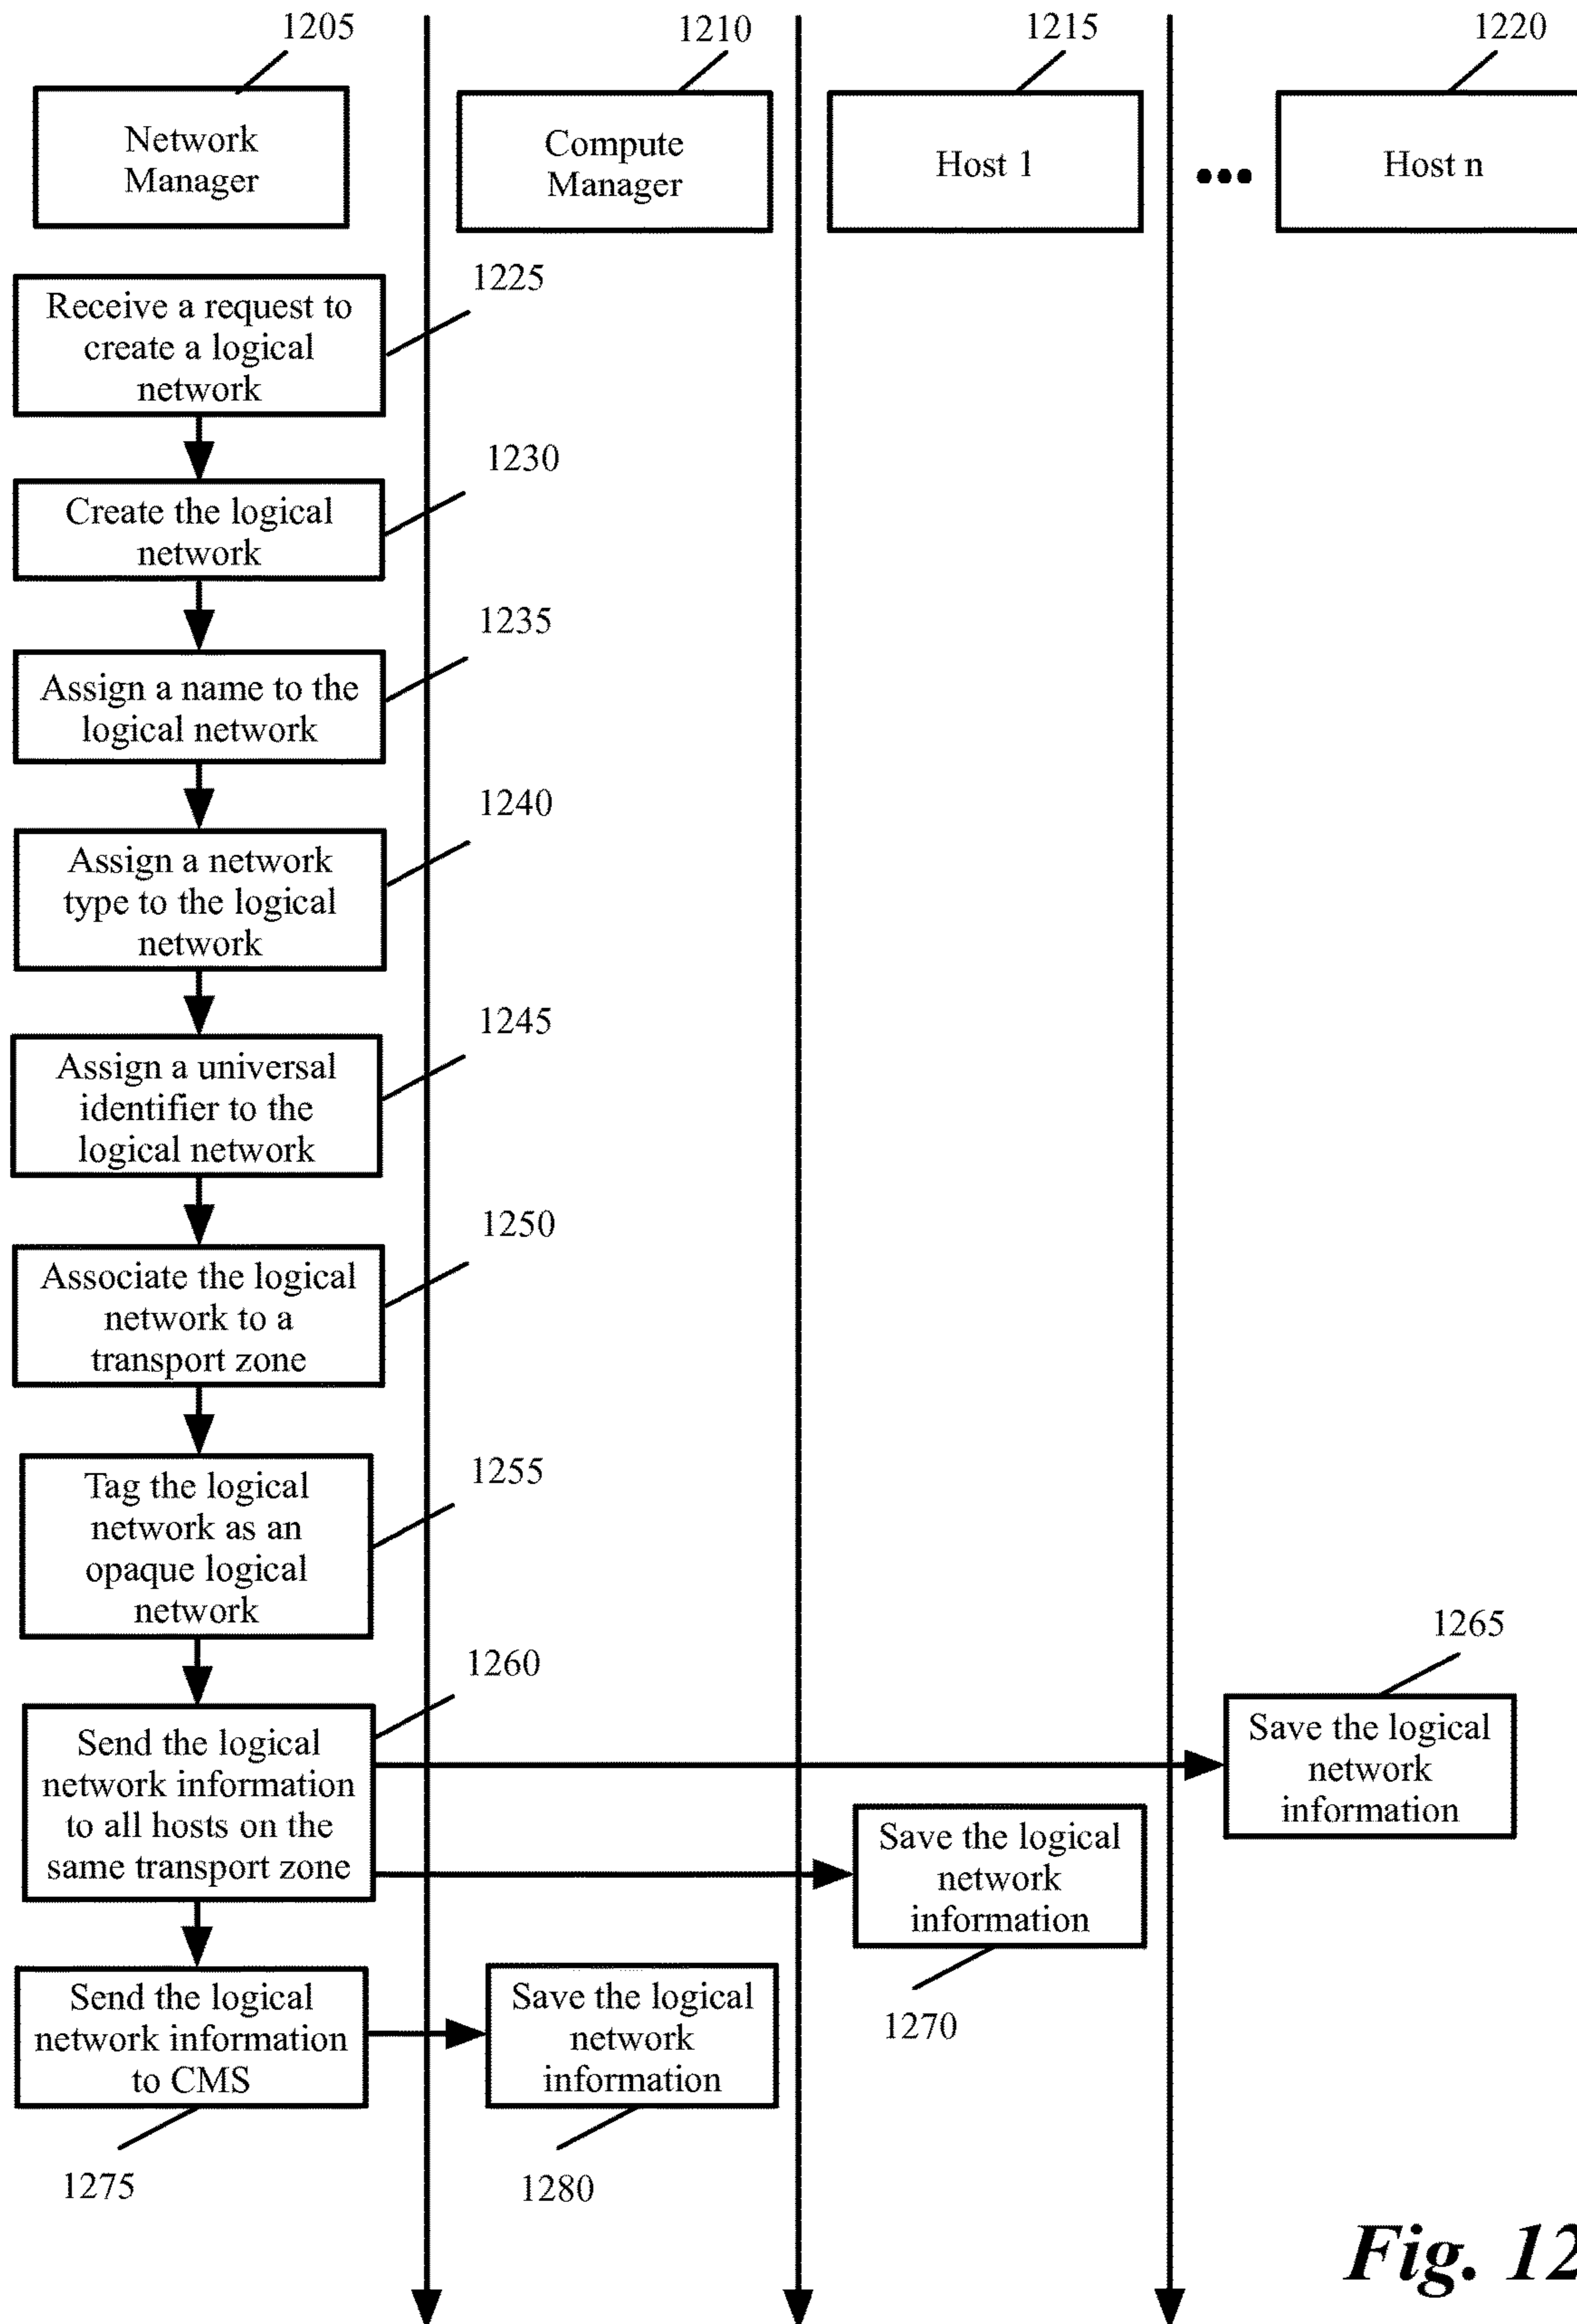 1205
1210
1215
1220
Network
Manager
Compute
Manager
Host 1
Host n
1225
Receive a request to
create a logical
network
1230
Create the logical
network
1235
Assign a name to the
logical network
1240
Assign a network
type to the logical
network
1245
Assign a universal
identifier to the
logical network
1250
Associate the logical
network to a
transport zone
1255
Tag the logical
network as an
opaque logical
network
1260
Send the logical
network information
to all hosts on the
same transport zone
1265
Save the logical
network
information
Save the logical
network
information
1270
Send the logical
network information
to CMS
1275
Save the logical
network
information
1280
Fig. 12